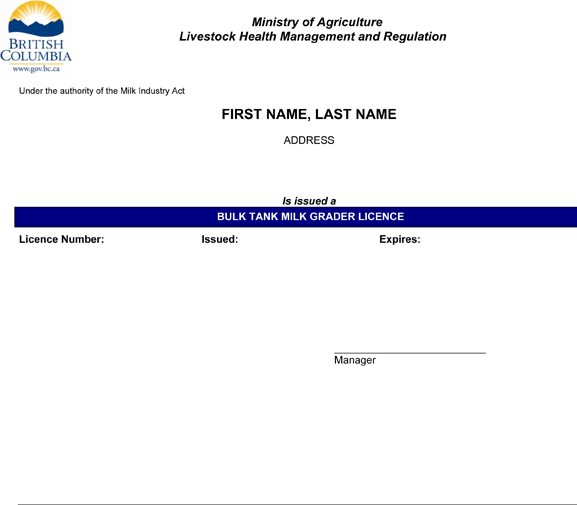 Ministry of Agriculture
Livestock Health Management and Regulation
BRITISH
COLUMBIA
www.gov.bc.ca
Under the authority of the Milk Industry Act
FIRST NAME, LAST NAME
ADDRESS
Is issued a
BULK TANK MILK GRADER LICENCE
Licence Number: Issued: Expires:
Manager